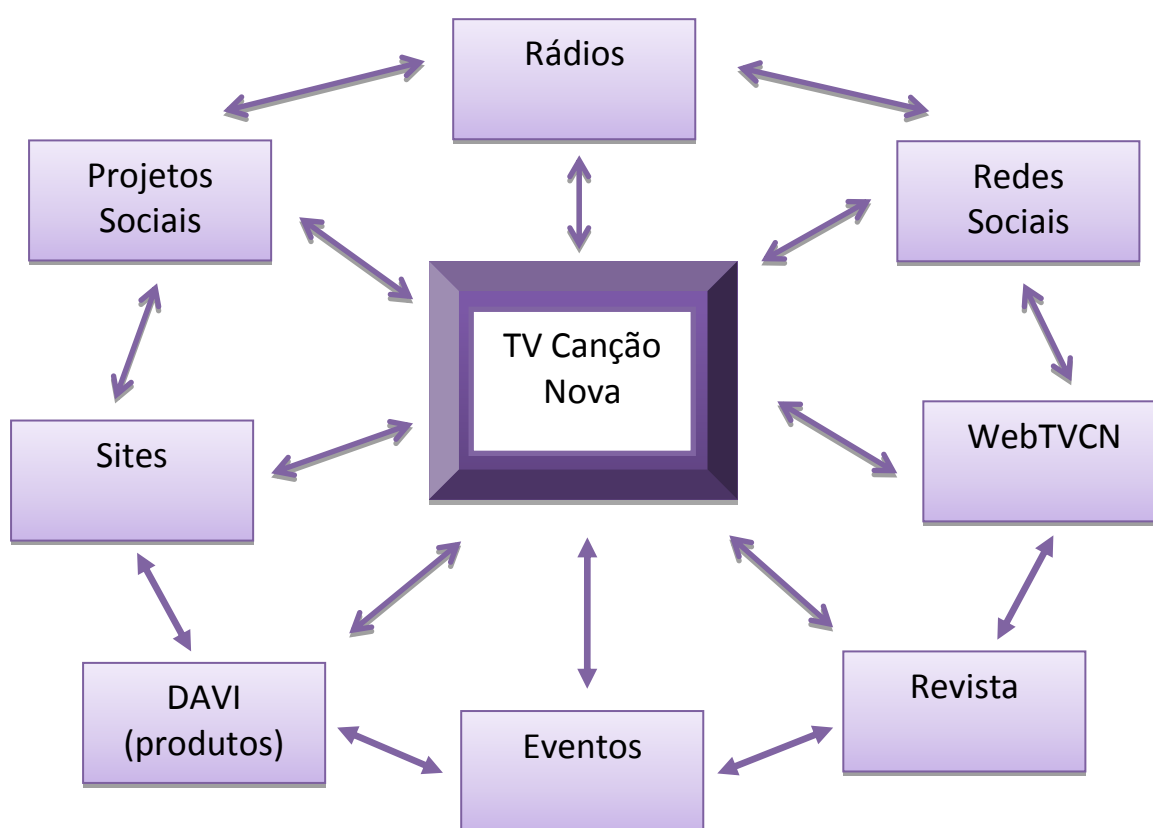 Rádios
Projetos
Sociais
Redes
Sociais
TV Canção
Nova
Sites
WebTVCN
DAVI
(produtos)
Eventos
Revista